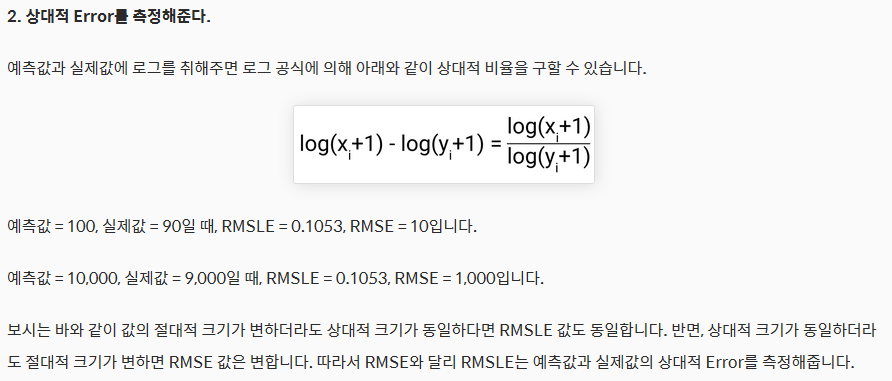 2. 상대적 Error를 측정해준다.
예측값과 실제값에 로그를 취해주면 로그 공식에 의해 아래와 같이 상대적 비율을 구할 수 있습니다.
log(xᵢ+1) - log(yᵢ+1) = log(xᵢ+1) / log(yᵢ+1)
예측값 = 100, 실제값 = 90일 때, RMSLE = 0.1053, RMSE = 10입니다.
예측값 = 10,000, 실제값 = 9,000일 때, RMSLE = 0.1053, RMSE = 1,000입니다.
보시는 바와 같이 값의 절대적 크기가 변하더라도 상대적 크기가 동일하다면 RMSLE 값도 동일합니다. 반면, 상대적 크기가 동일하더라
도 절대적 크기가 변하면 RMSE 값은 변합니다. 따라서 RMSE와 달리 RMSLE는 예측값과 실제값의 상대적 Error를 측정해줍니다.